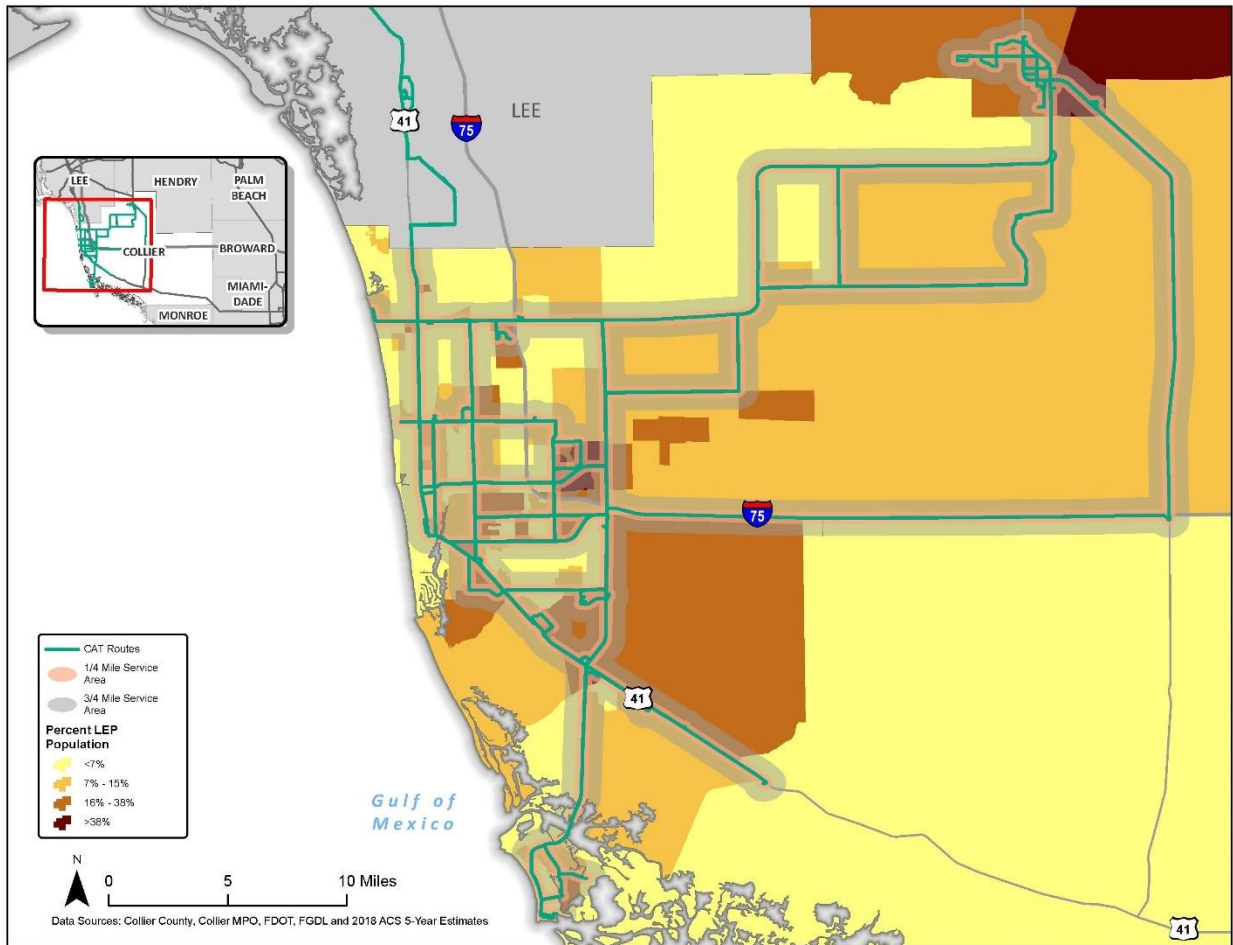 41
75
LEE
LEE
HENDRY
PALM
BEACH
COLLIER
BROWARD
MIAMI-
DADE
MONROE
75
41
CAT Routes
1/4 Mile Service
Area
3/4 Mile Service
Area
Percent LEP
Population
<7%
7% - 15%
16% - 38%
>38%
Gulf of
Mexico
N
0 5 10 Miles
Data Sources: Collier County, Collier MPO, FDOT, FGDL and 2018 ACS 5-Year Estimates
41